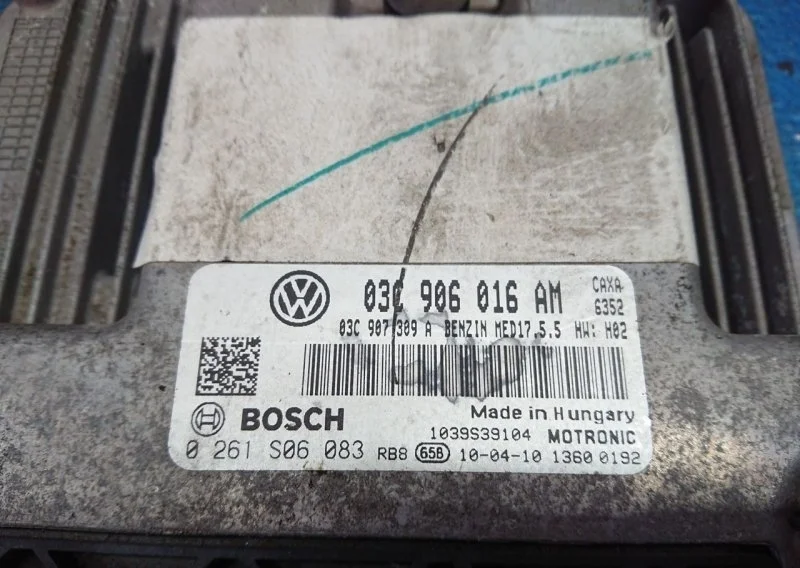 03C 906 016 AM CAXA
03C 907 309 A BENZIN MED17.5.5 HW: H02 6352
BOSCH Made in Hungary
1039S39104 MOTRONIC
0 261 S06 083 RB8 658 10-04-10 1360 0192